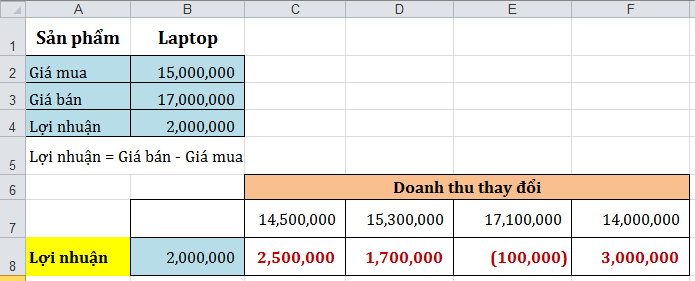 A B C D E F
1 Sản phẩm Laptop
2 Giá mua 15,000,000
3 Giá bán 17,000,000
4 Lợi nhuận 2,000,000
5 Lợi nhuận = Giá bán - Giá mua
6 Doanh thu thay đổi
7 14,500,000 15,300,000 17,100,000 14,000,000
8 Lợi nhuận 2,000,000 2,500,000 1,700,000 (100,000) 3,000,000